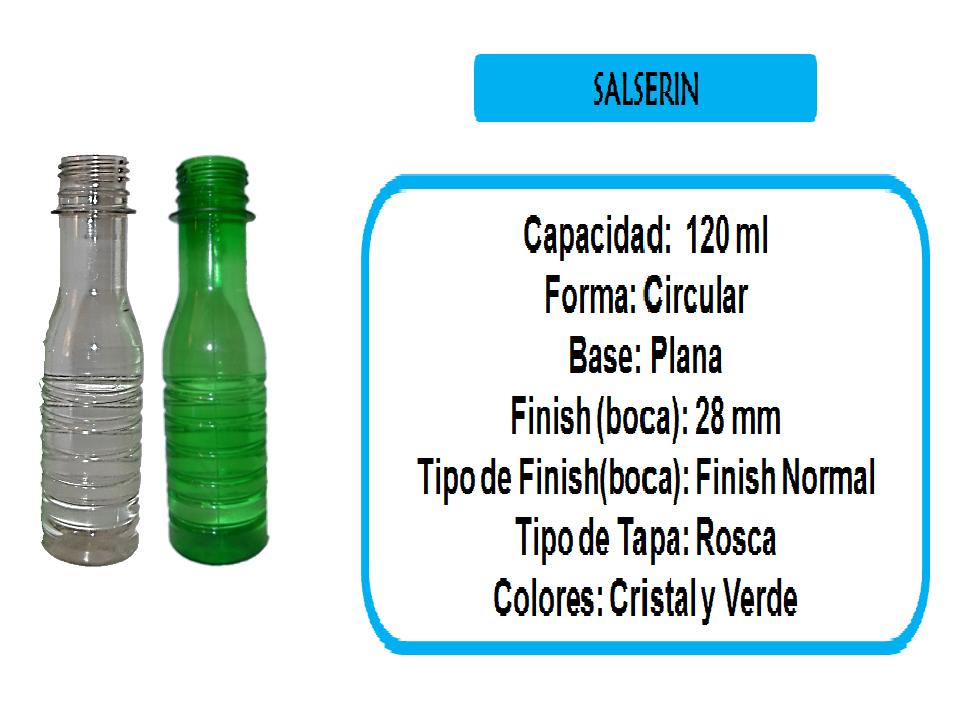 SALSERIN
Capacidad: 120 ml
Forma: Circular
Base: Plana
Finish (boca): 28 mm
Tipo de Finish(boca): Finish Normal
Tipo de Tapa: Rosca
Colores: Cristal y Verde